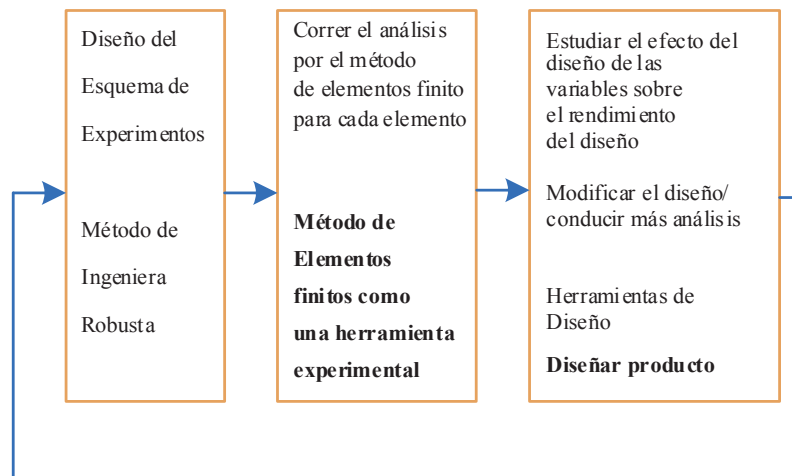 Diseño del
Esquema de
Experimentos
Método de
Ingeniera
Robusta
Correr el análisis
por el método
de elementos finito
para cada elemento
Método de
Elementos
finitos como
una herramienta
experimental
Estudiar el efecto del
diseño de las
variables sobre
el rendimiento
del diseño
Modificar el diseño/
conducir más análisis
Herramientas de
Diseño
Diseñar producto